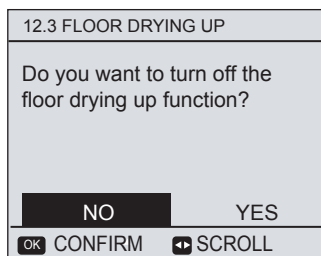 12.3 FLOOR DRYING UP
Do you want to turn off the
floor drying up function?
NO YES
OK CONFIRM SCROLL